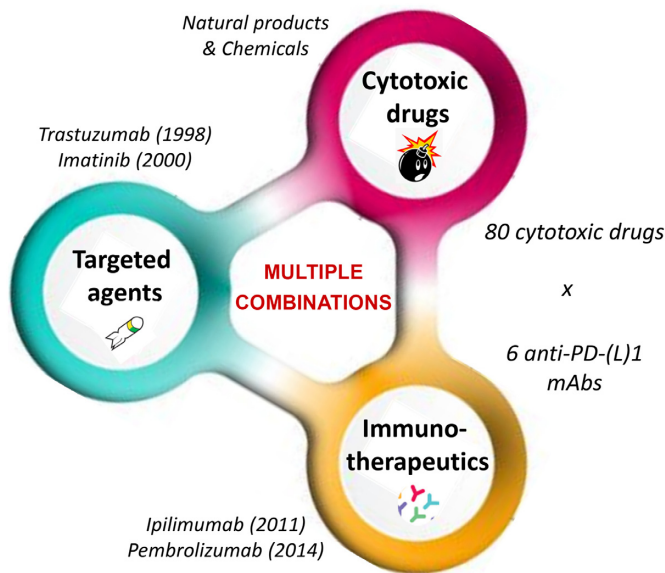 Natural products
& Chemicals
Cytotoxic
drugs
Trastuzumab (1998)
Imatinib (2000)
80 cytotoxic drugs
x
6 anti-PD-(L)1
mAbs
Targeted
agents
MULTIPLE
COMBINATIONS
Immuno-
therapeutics
Ipilimumab (2011)
Pembrolizumab (2014)